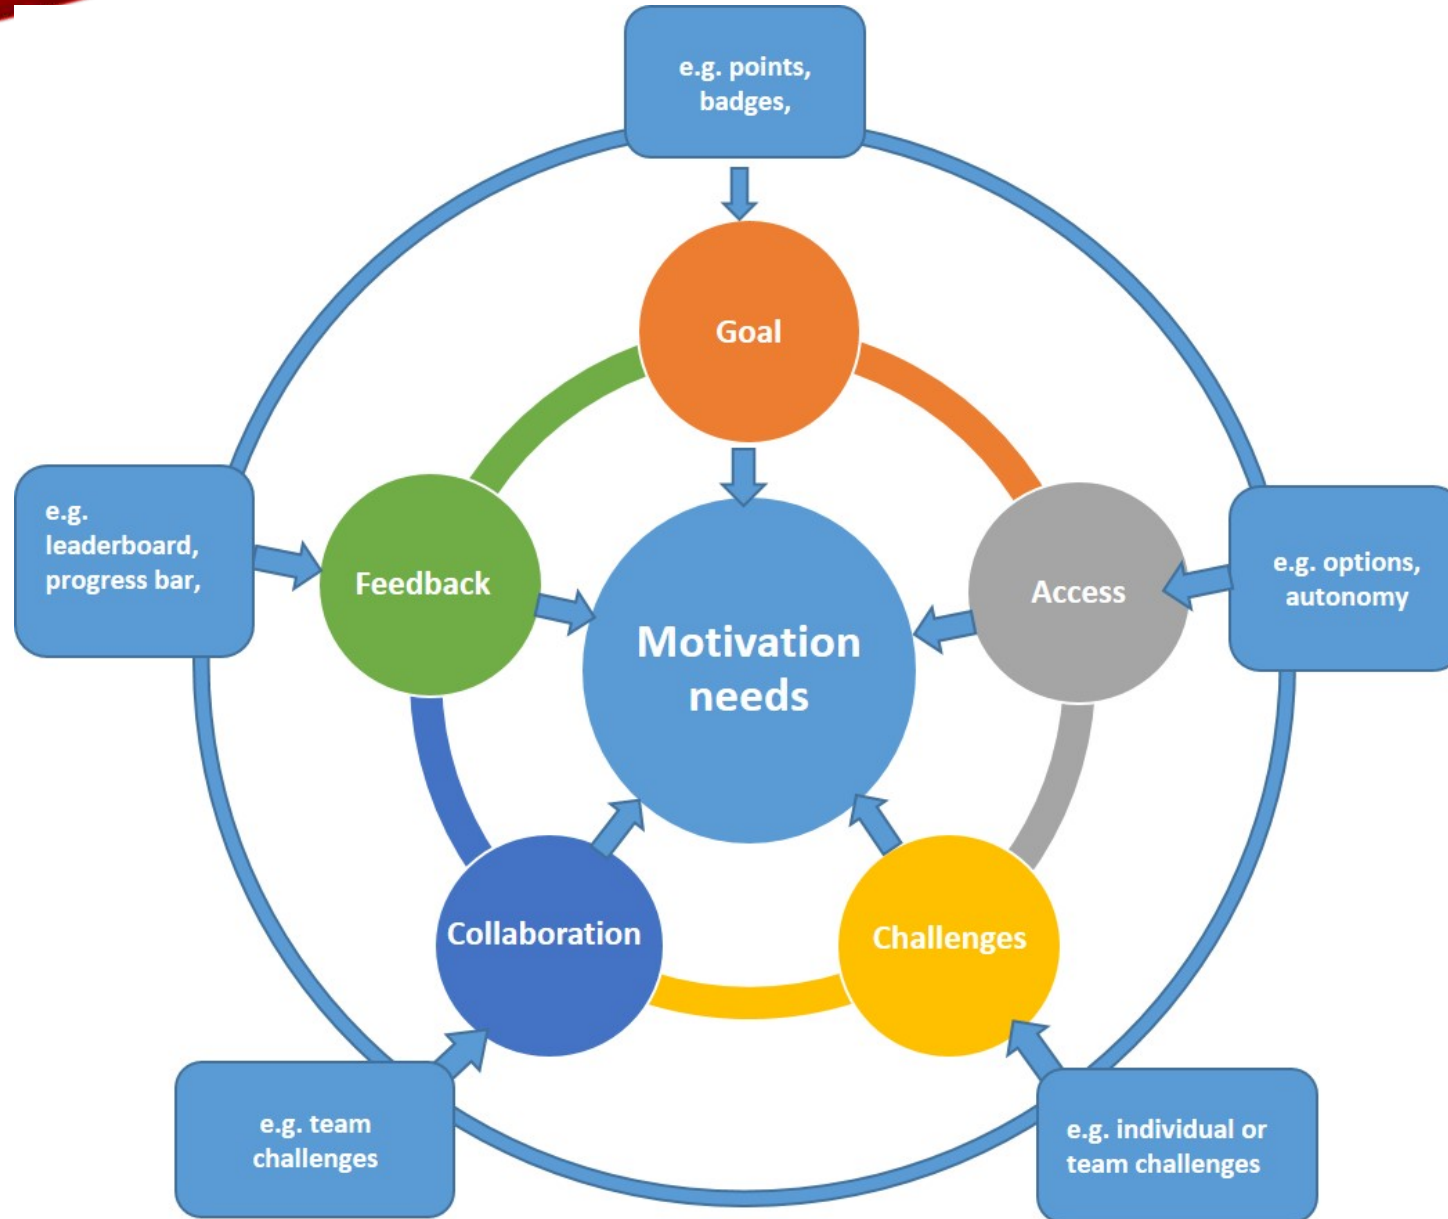 e.g. points,
badges,
Goal
e.g.
leaderboard,
progress bar,
Feedback
Access
e.g. options,
autonomy
Motivation
needs
Collaboration
Challenges
e.g. team
challenges
e.g. individual or
team challenges